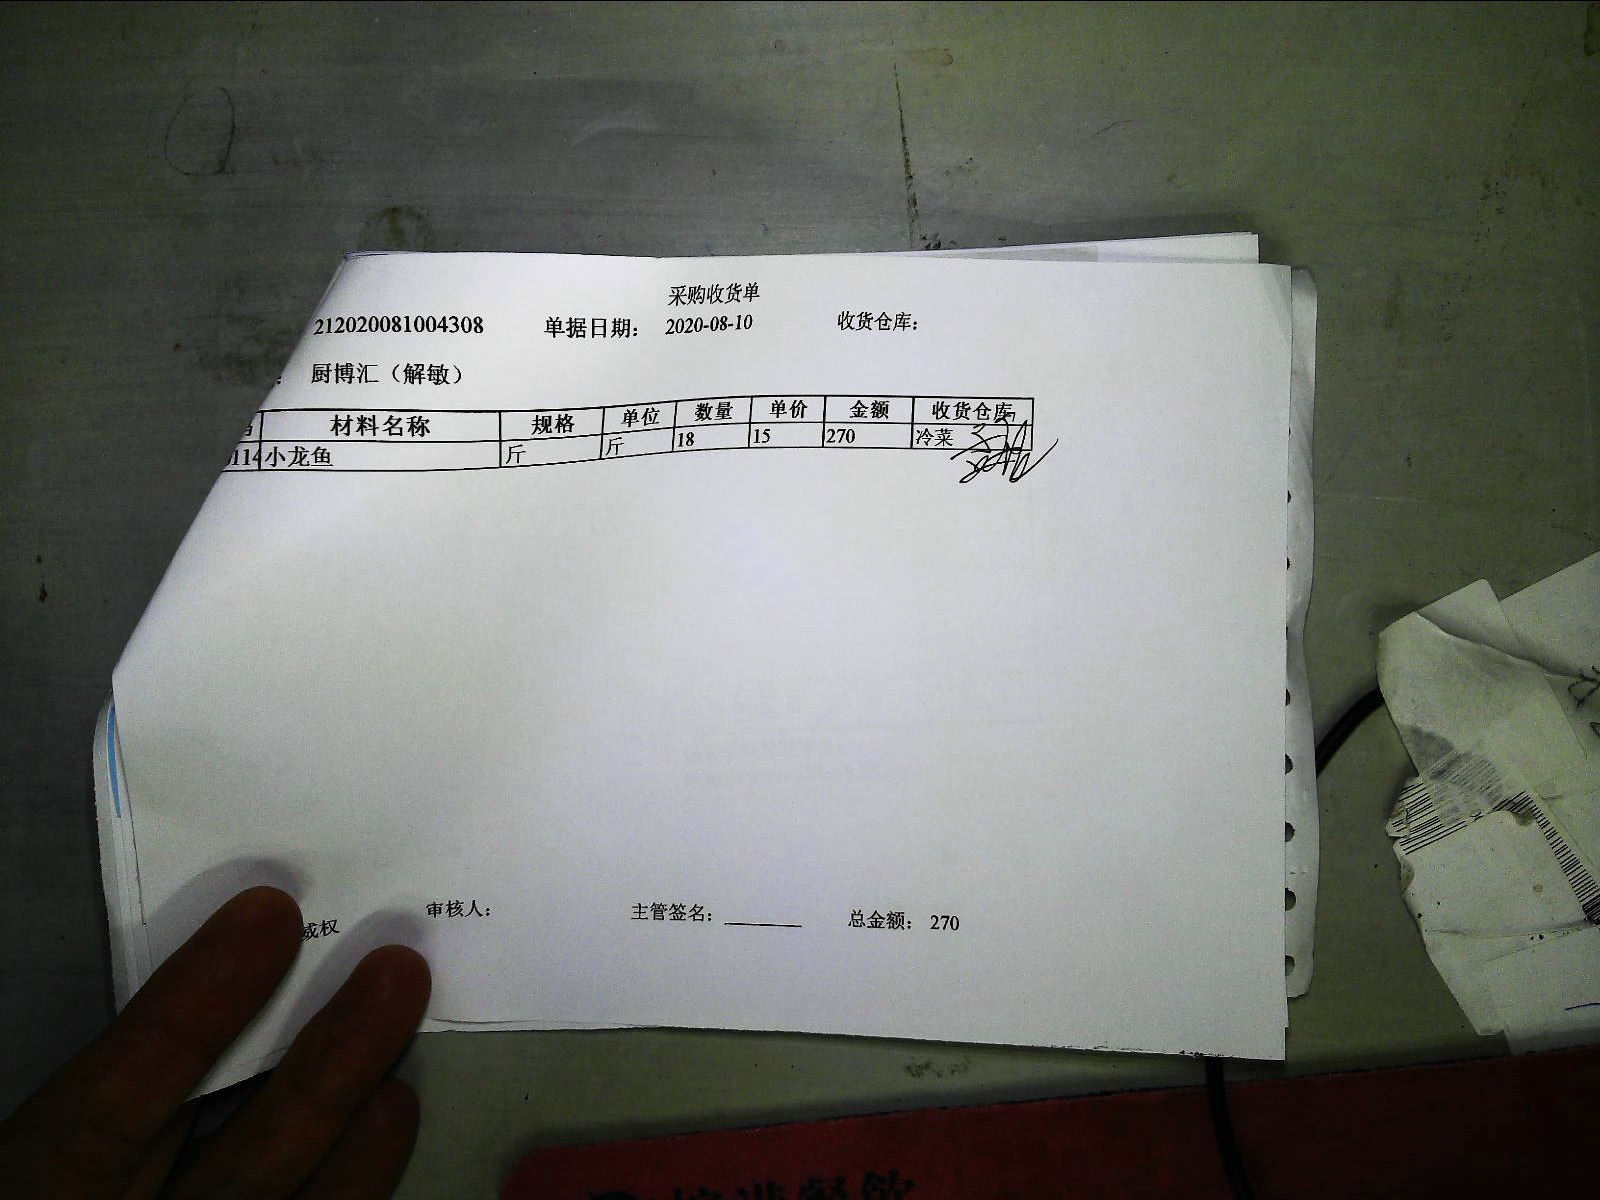 采购收货单
212020081004308 单据日期： 2020-08-10 收货仓库：
： 厨博汇（解敏）
材料名称 规格 单位 数量 单价 金额 收货仓库
114 小龙鱼 斤 斤 18 15 270 冷菜
威权 审核人： 主管签名： 总金额： 270